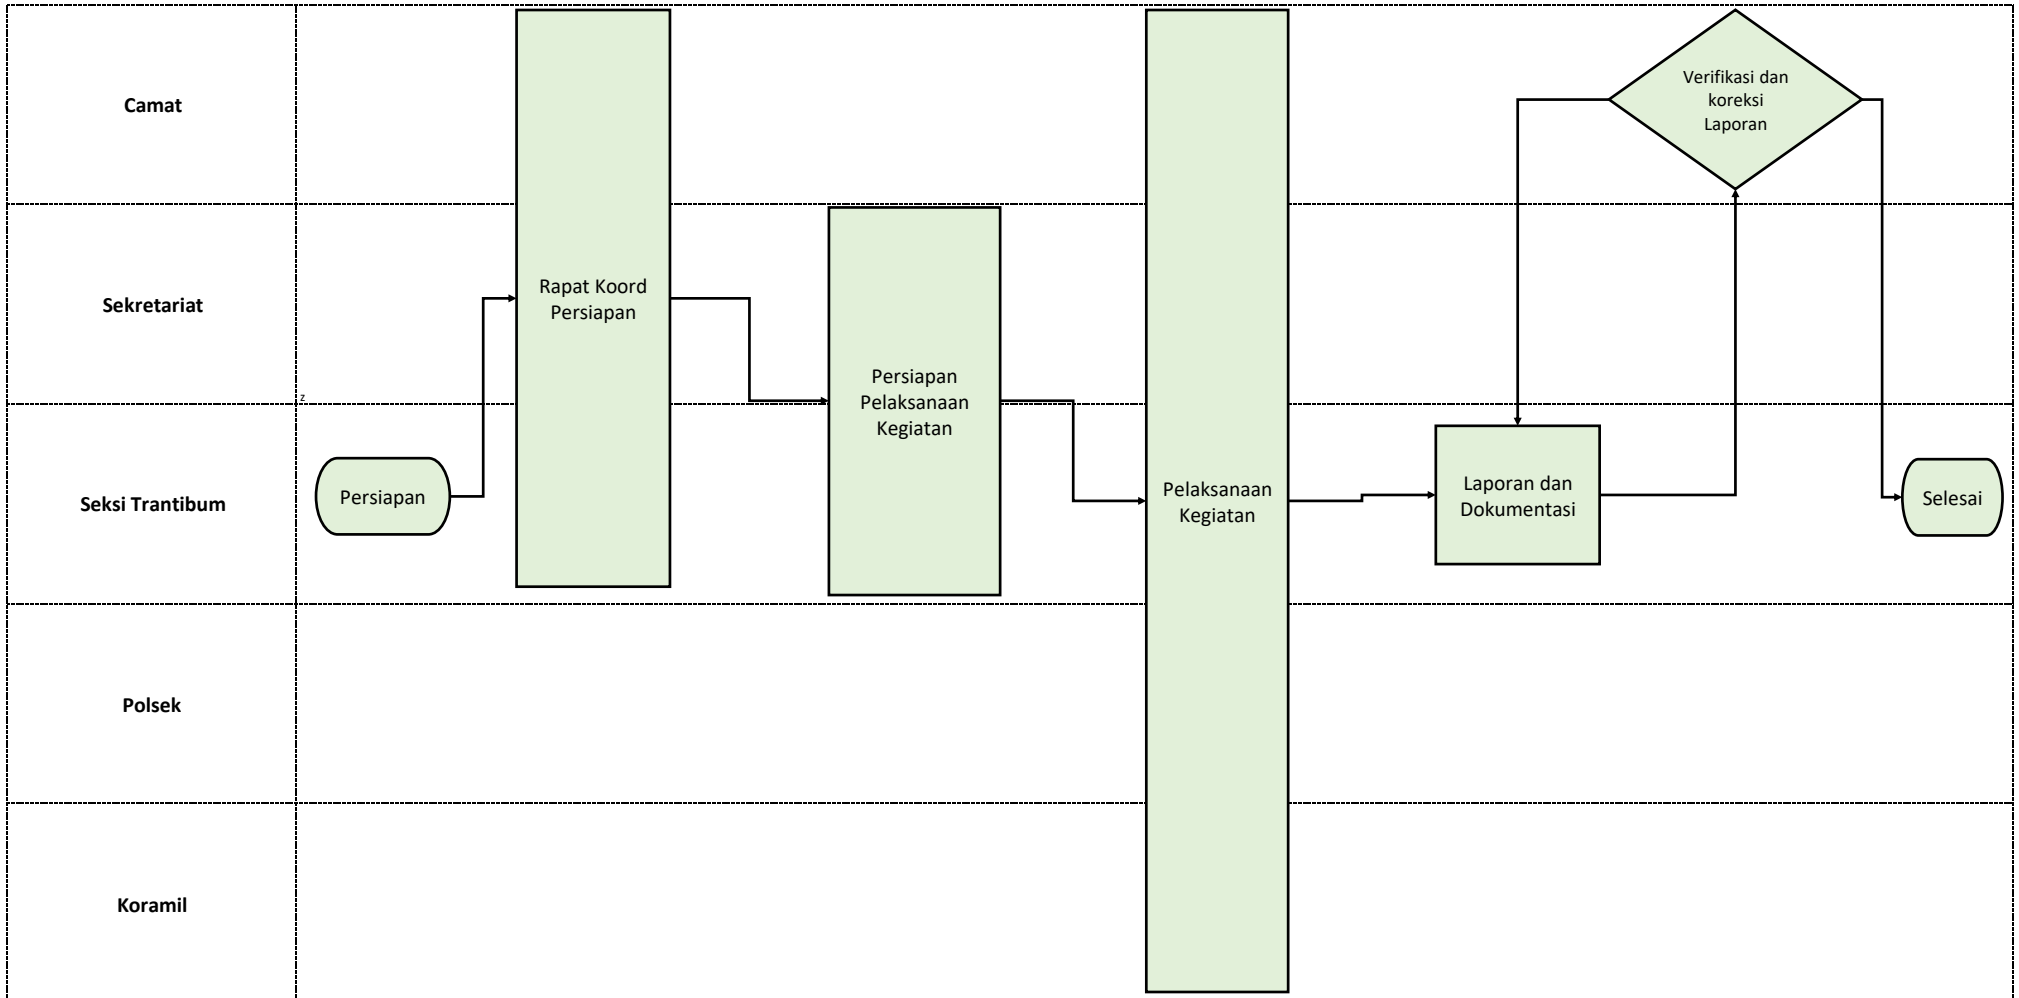 Camat
Sekretariat
Seksi Trantibum
Polsek
Koramil
z
Persiapan
Rapat Koord
Persiapan
Persiapan
Pelaksanaan
Kegiatan
Pelaksanaan
Kegiatan
Laporan dan
Dokumentasi
Verifikasi dan
koreksi
Laporan
Selesai